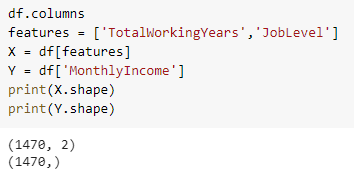 df.columns
features = ['TotalWorkingYears','JobLevel']
X = df[features]
Y = df['MonthlyIncome']
print(X.shape)
print(Y.shape)
(1470, 2)
(1470,)